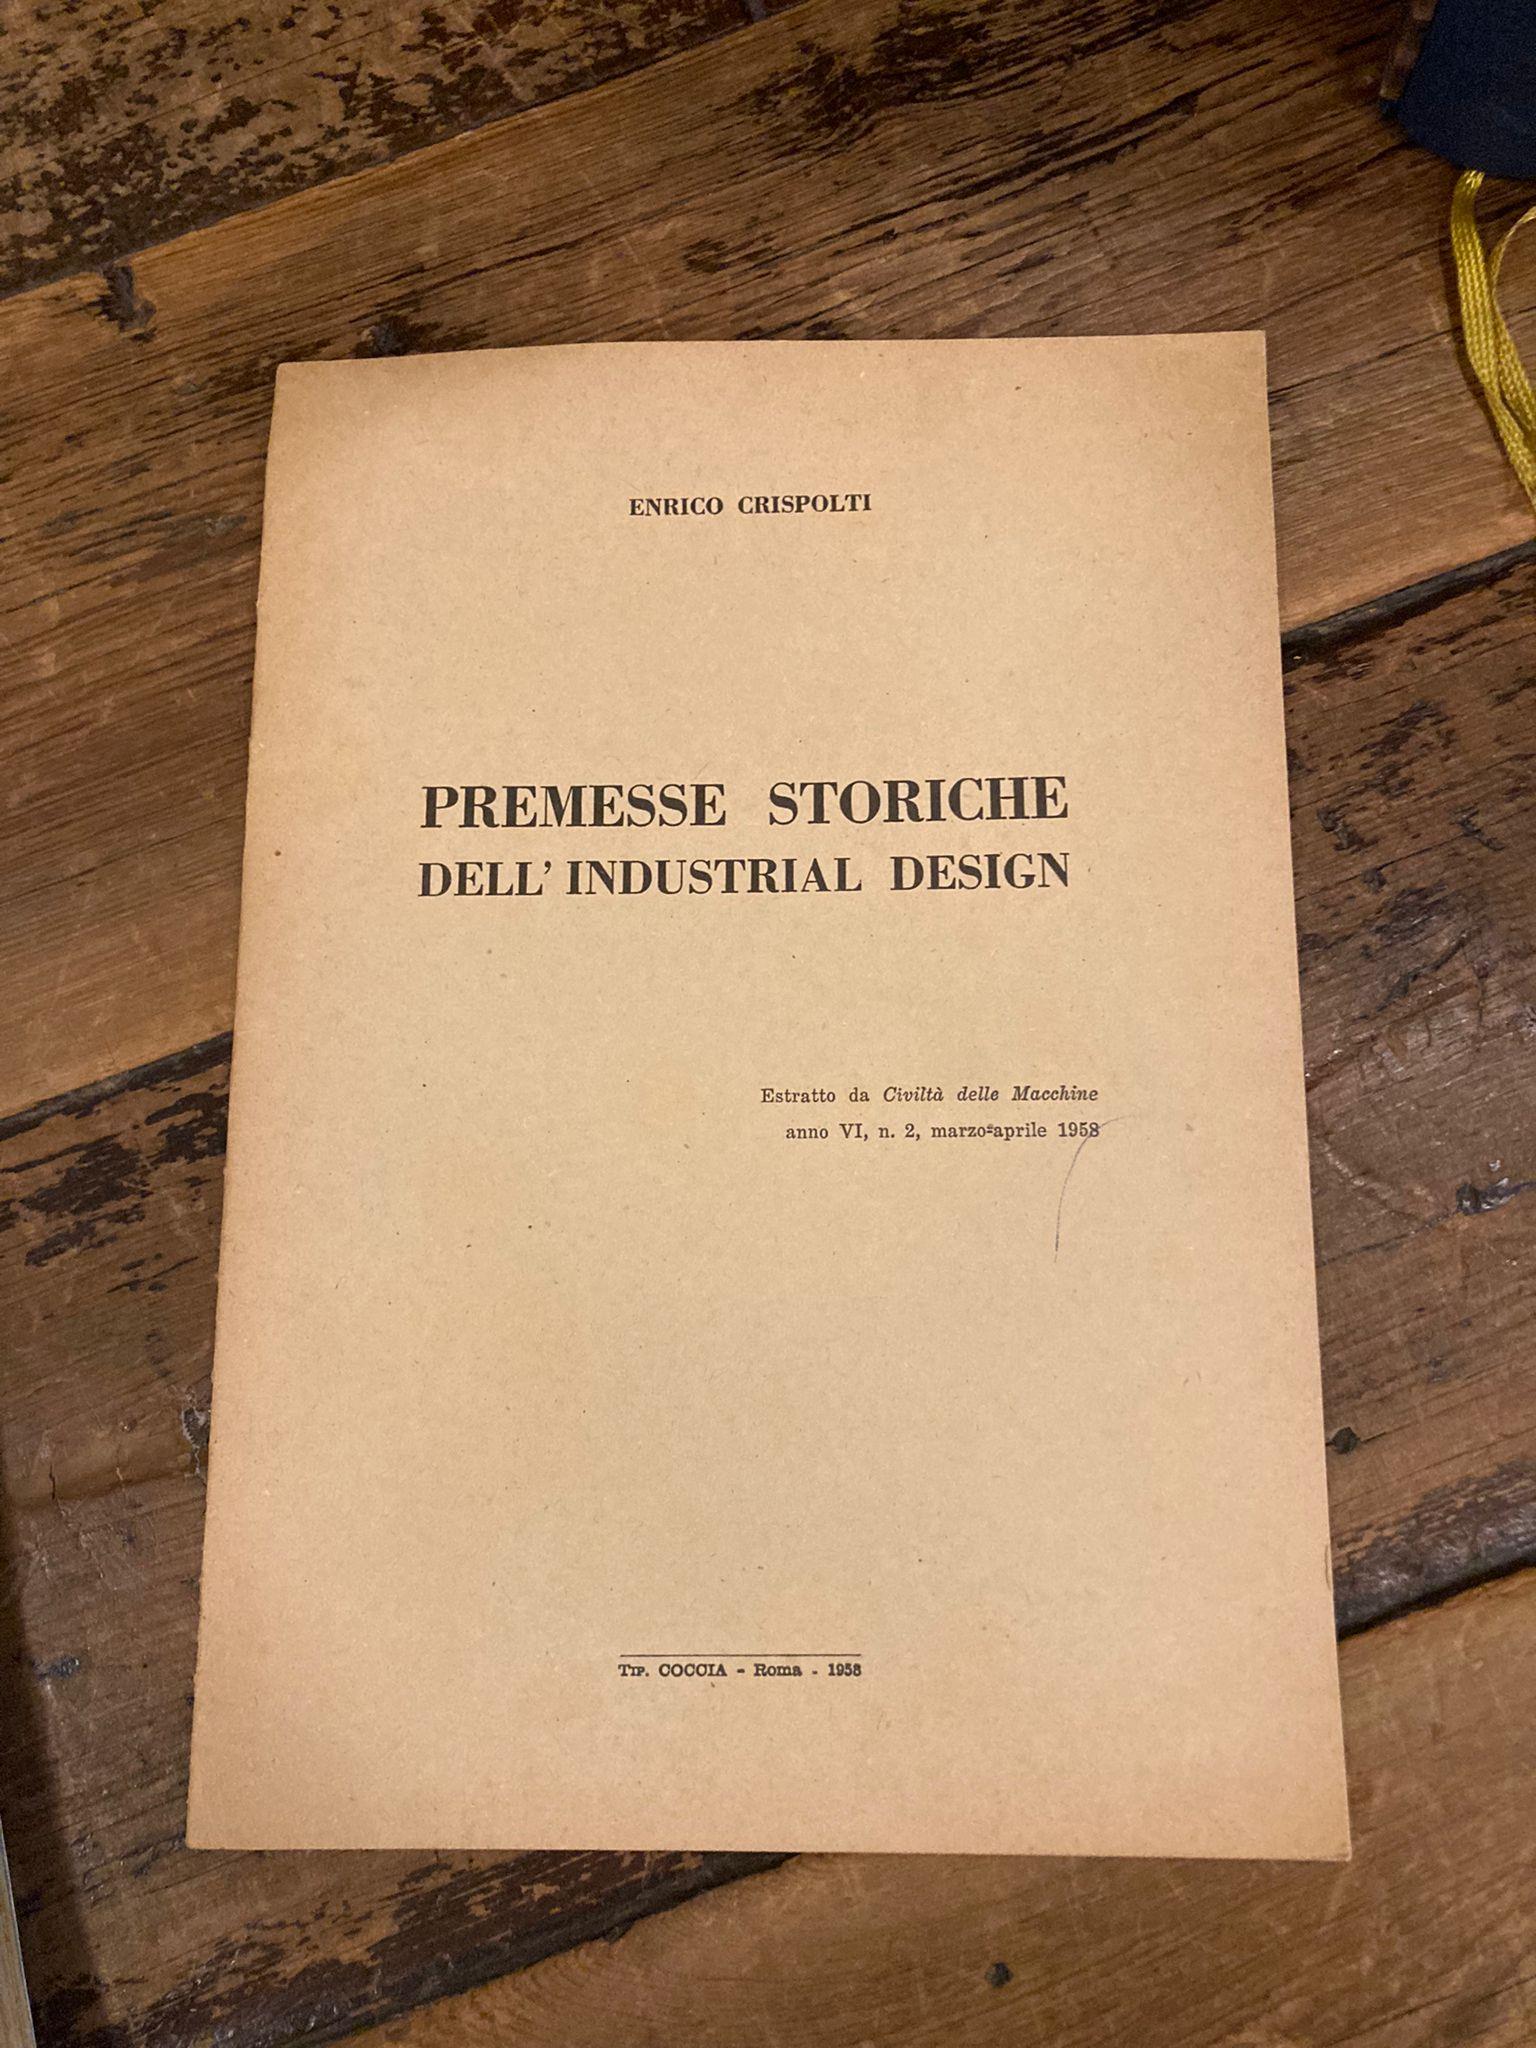 ENRICO CRISPOLTI
PREMESSE STORICHE
DELL' INDUSTRIAL DESIGN
Estratto da Civiltà delle Macchine
anno VI, n. 2, marzo-aprile 1958
TIP. COCCIA - Roma - 1958